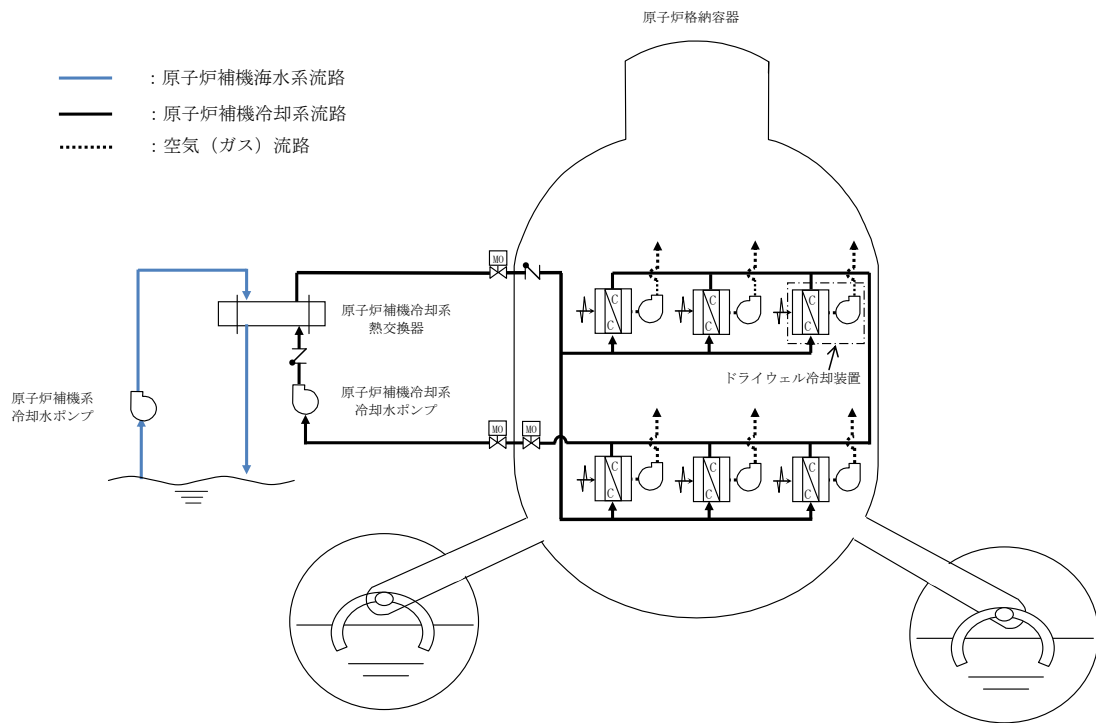 原子炉格納容器
：原子炉補機海水系流路
：原子炉補機冷却系流路
：空気（ガス）流路
MO
原子炉補機冷却系
熱交換器
C
C
C
C
C
C
ドライウェル冷却装置
原子炉補機系
冷却水ポンプ
原子炉補機冷却系
冷却水ポンプ
MO
MO
C
C
C
C
C
C